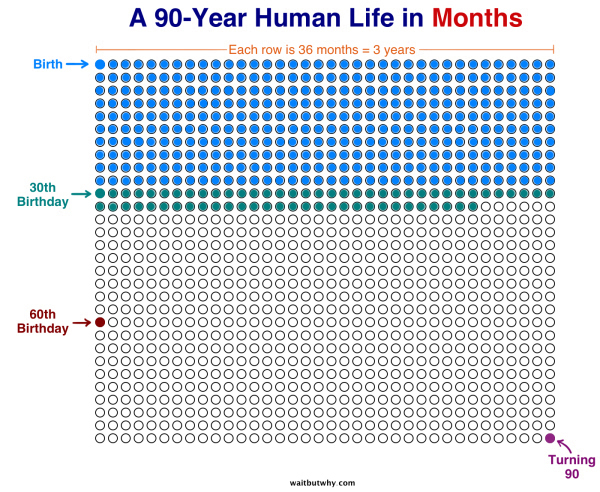 A 90-Year Human Life in Months
Each row is 36 months = 3 years
Birth
30th
Birthday
60th
Birthday
Turning
90
waitbutwhy.com